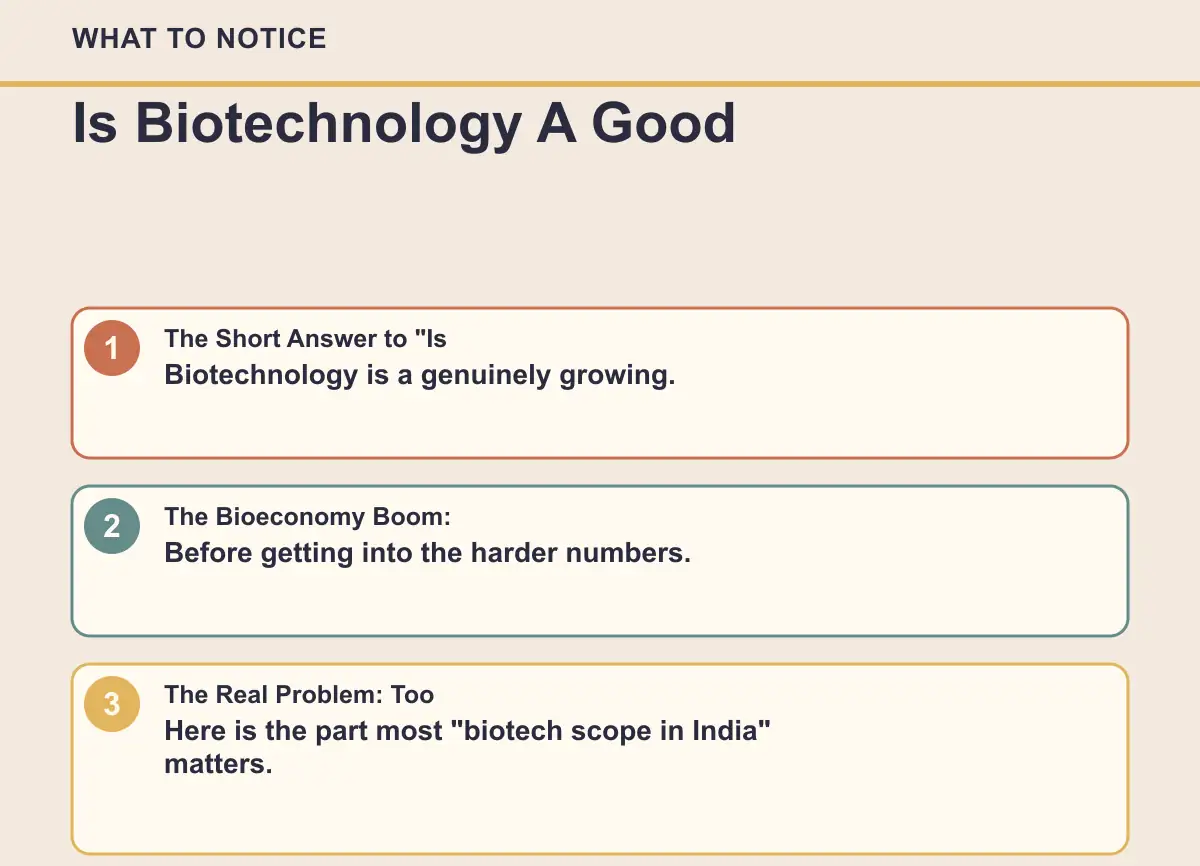 WHAT TO NOTICE
Is Biotechnology A Good
1
The Short Answer to "Is
Biotechnology is a genuinely growing.
2
The Bioeconomy Boom:
Before getting into the harder numbers.
3
The Real Problem: Too
Here is the part most "biotech scope in India"
matters.